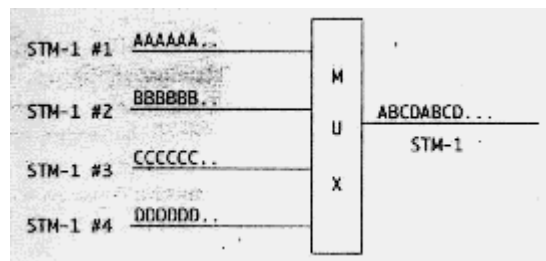 STM-1 #1 AAAAAA..
STM-1 #2 BBBBBB..
STM-1 #3 CCCCCC..
STM-1 #4 DDDDDD..
M
U
X
ABCDABCD...
STM-1